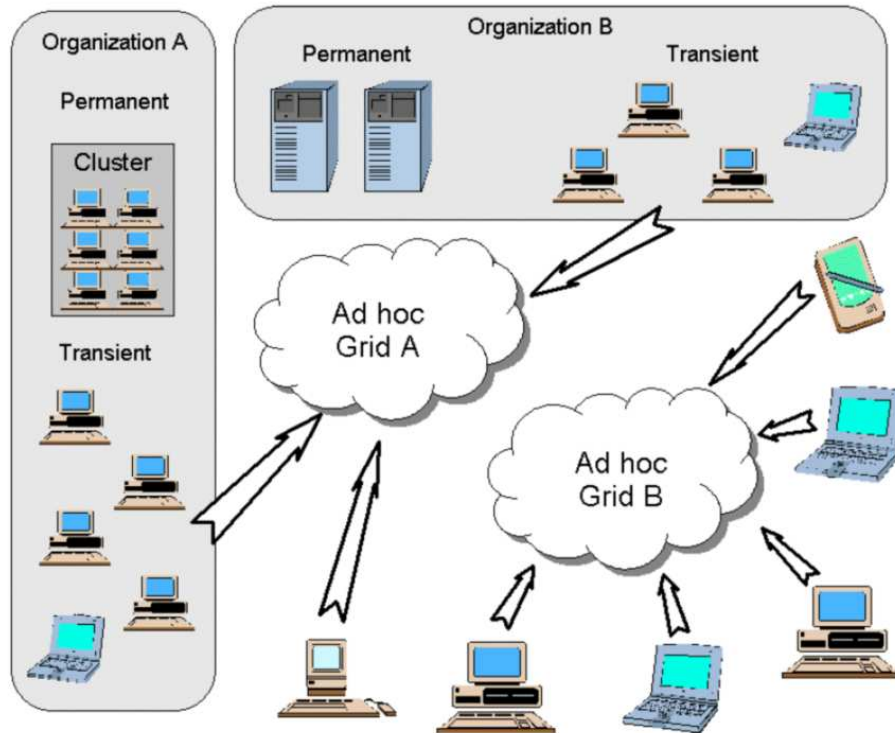 Organization A
Permanent
Cluster
Transient
Organization B
Permanent
Transient
Ad hoc
Grid A
Ad hoc
Grid B